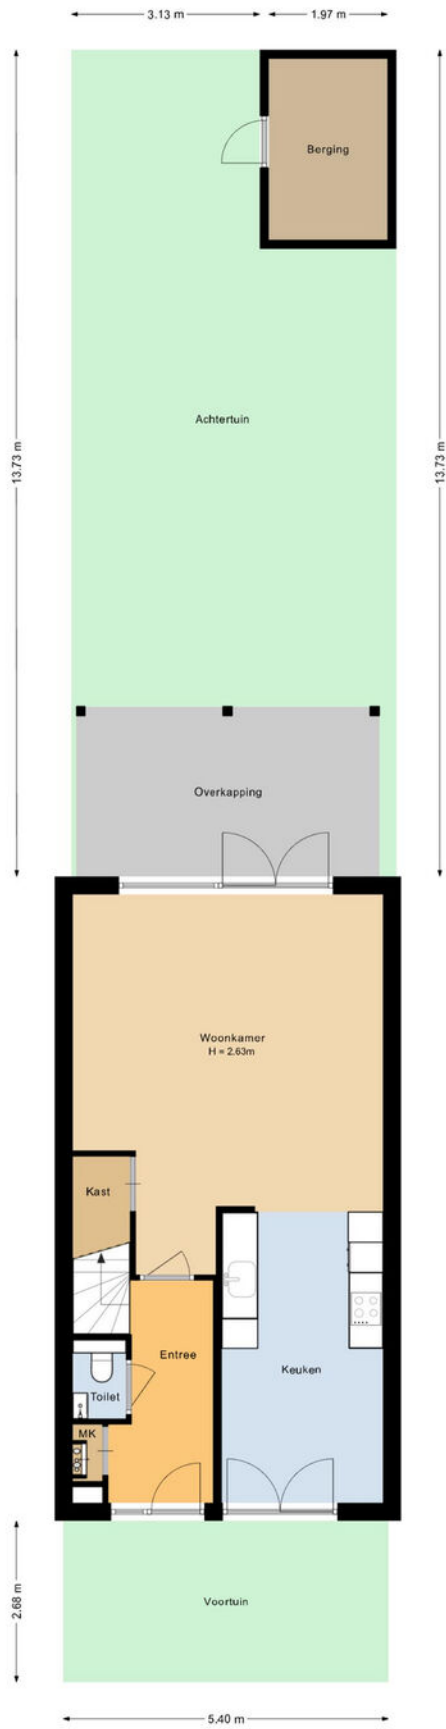 3.13 m
1.97 m
Berging
Achtertuin
13.73 m
13.73 m
Overkapping
Woonkamer
H = 2.63m
Kast
Entree
Keuken
Toilet
MK
Voortuin
2.68 m
5.40 m